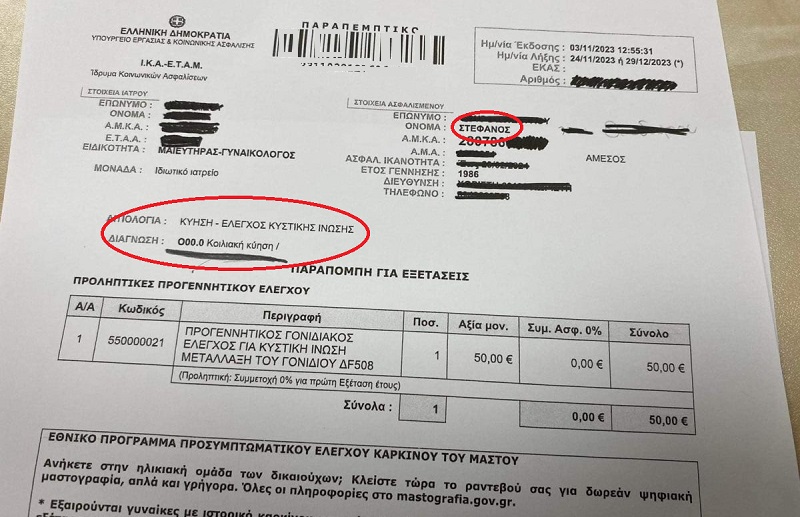 ΠΑΡΑΠΕΜΠΤΙΚΟ
ΕΛΛΗΝΙΚΗ ΔΗΜΟΚΡΑΤΙΑ
ΥΠΟΥΡΓΕΙΟ ΕΡΓΑΣΙΑΣ & ΚΟΙΝΩΝΙΚΗΣ ΑΣΦΑΛΙΣΗΣ
Ι.Κ.Α.-Ε.Τ.Α.Μ.
Ίδρυμα Κοινωνικών Ασφαλίσεων
Ημ/νία Έκδοσης : 03/11/2023 12:55:31
Ημ/νία Λήξης : 24/11/2023 ή 29/12/2023 (*)
ΕΚΑΣ :
Αριθμός :
ΣΤΟΙΧΕΙΑ ΙΑΤΡΟΥ
ΕΠΩΝΥΜΟ :
ΟΝΟΜΑ :
Α.Μ.Κ.Α. :
Ε.Τ.Α.Α. :
ΕΙΔΙΚΟΤΗΤΑ : ΜΑΙΕΥΤΗΡΑΣ-ΓΥΝΑΙΚΟΛΟΓΟΣ
ΜΟΝΑΔΑ : Ιδιωτικό ιατρείο
ΣΤΟΙΧΕΙΑ ΑΣΦΑΛΙΣΜΕΝΟΥ
ΕΠΩΝΥΜΟ :
ΟΝΟΜΑ : ΣΤΕΦΑΝΟΣ
Α.Μ.Κ.Α. :
Α.Μ.Α. :
ΑΣΦΑΛ. ΙΚΑΝΟΤΗΤΑ :
ΑΜΕΣΟΣ
ΕΤΟΣ ΓΕΝΝΗΣΗΣ : 1986
ΔΙΕΥΘΥΝΣΗ :
ΤΗΛΕΦΩΝΟ :
ΑΙΤΙΟΛΟΓΙΑ : ΚΥΗΣΗ - ΕΛΕΓΧΟΣ ΚΥΣΤΙΚΗΣ ΙΝΩΣΗΣ
ΔΙΑΓΝΩΣΗ : O00.0 Κοιλιακή κύηση /
ΠΑΡΑΠΟΜΠΗ ΓΙΑ ΕΞΕΤΑΣΕΙΣ
ΠΡΟΛΗΠΤΙΚΕΣ ΠΡΟΓΕΝΝΗΤΙΚΟΥ ΕΛΕΓΧΟΥ
Α/Α Κωδικός Περιγραφή Ποσ. Αξία μον. Συμ. Ασφ. 0% Σύνολο
1 550000021 ΠΡΟΓΕΝΝΗΤΙΚΟΣ ΓΟΝΙΔΙΑΚΟΣ ΕΛΕΓΧΟΣ ΓΙΑ ΚΥΣΤΙΚΗ ΙΝΩΣΗ ΜΕΤΑΛΛΑΞΗ ΤΟΥ ΓΟΝΙΔΙΟΥ ΔF508 1 50,00 € 0,00 € 50,00 €
(Προληπτική: Συμμετοχή 0% για πρώτη Εξέταση έτους)
Σύνολα : 1 0,00 € 50,00 €
ΕΘΝΙΚΟ ΠΡΟΓΡΑΜΜΑ ΠΡΟΣΥΜΠΤΩΜΑΤΙΚΟΥ ΕΛΕΓΧΟΥ ΚΑΡΚΙΝΟΥ ΤΟΥ ΜΑΣΤΟΥ
Ανήκετε στην ηλικιακή ομάδα των δικαιούχων; Κλείστε τώρα το ραντεβού σας για δωρεάν ψηφιακή
μαστογραφία, απλά και γρήγορα. Όλες οι πληροφορίες στο mastografia.gov.gr.
* Εξαιρούνται γυναίκες με ιστορικό